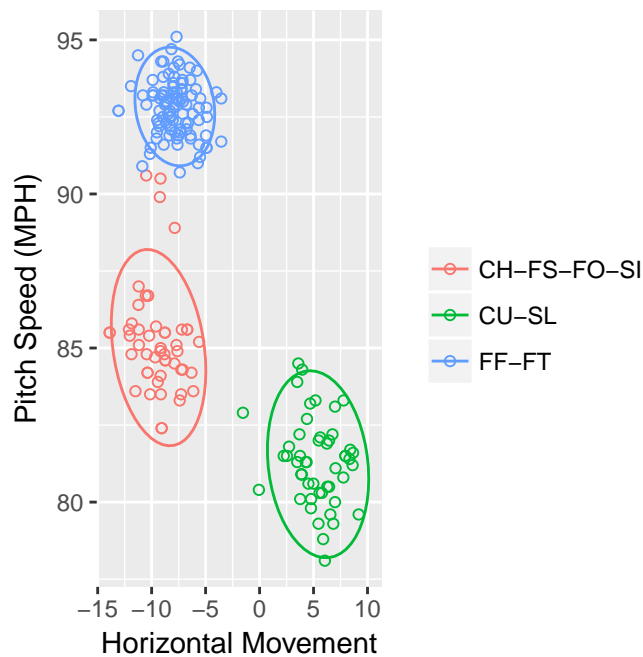 95
90
85
80
Pitch Speed (MPH)
−15 −10 −5 0 5 10
Horizontal Movement
CH−FS−FO−SI
CU−SL
FF−FT